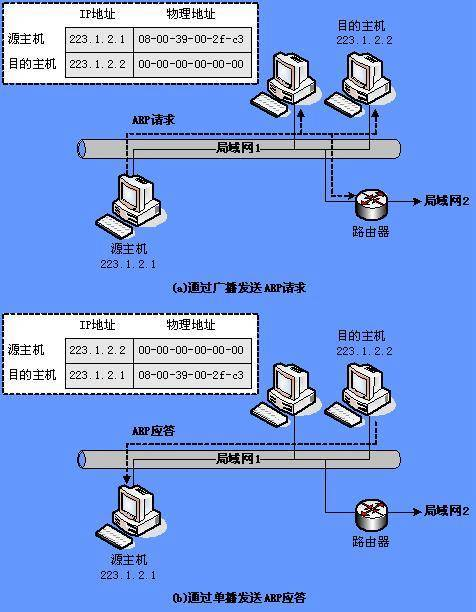 IP地址 物理地址
源主机 223.1.2.1 08-00-39-00-2f-c3
目的主机 223.1.2.2 00-00-00-00-00-00
目的主机
223.1.2.2
ARP请求
局域网1
局域网2
路由器
源主机
223.1.2.1
(a)通过广播发送ARP请求
IP地址 物理地址
源主机 223.1.2.2 00-00-00-00-00-00
目的主机 223.1.2.1 08-00-39-00-2f-c3
目的主机
223.1.2.2
ARP应答
局域网1
局域网2
路由器
源主机
223.1.2.1
(b)通过单播发送ARP应答